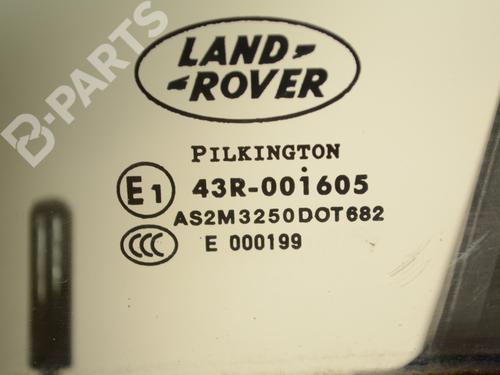 LAND-
-ROVER
PILKINGTON
E1 43R-001605
AS2M3250DOT682
CCC E 000199
B-PARTS